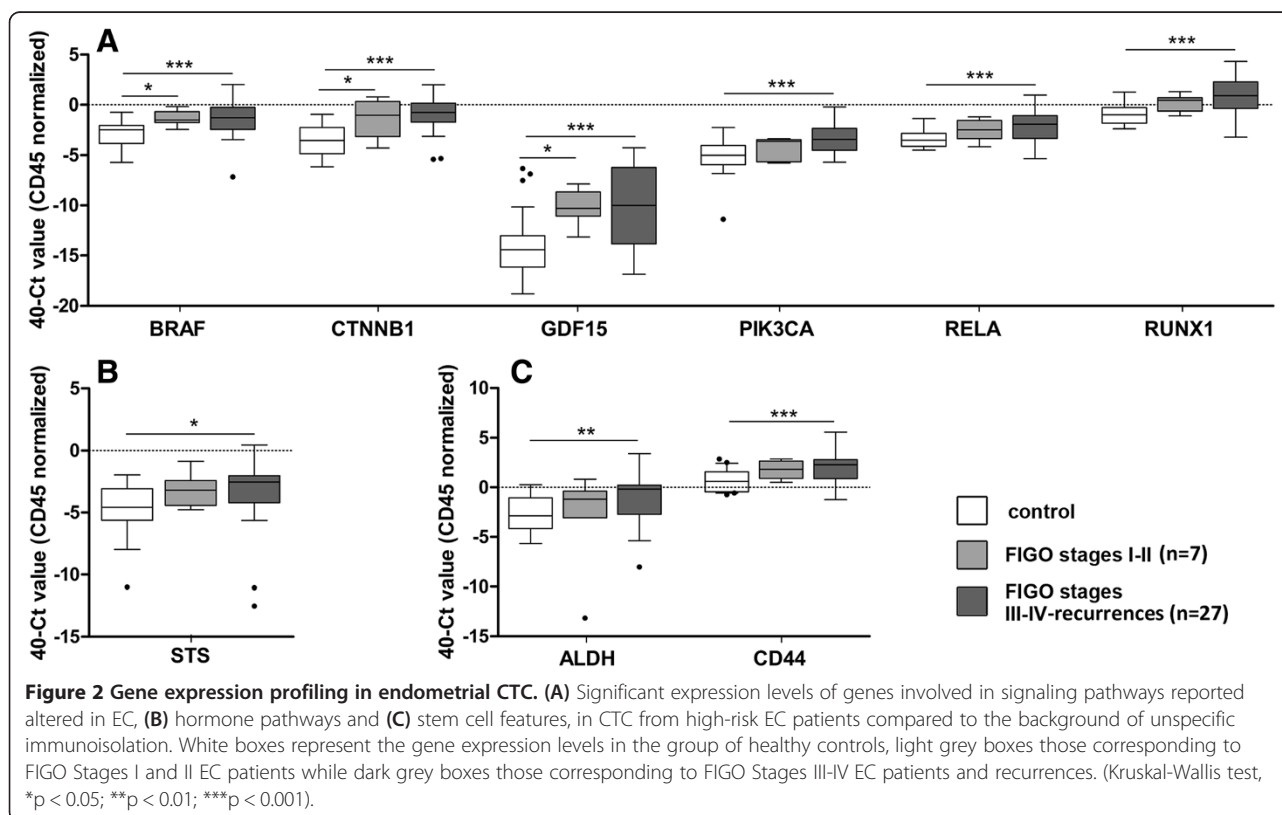 A
40-Ct value (CD45 normalized)
5
0
-5
-10
-15
-20
***
*
***
*
***
*
***
***
***
BRAF CTNNB1 GDF15 PIK3CA RELA RUNX1
B
40-Ct value (CD45 normalized)
5
0
-5
-10
-15
*
STS
C
40-Ct value (CD45 normalized)
10
5
0
-5
-10
-15
**
***
ALDH CD44
control
FIGO stages I-II (n=7)
FIGO stages
III-IV-recurrences (n=27)
Figure 2 Gene expression profiling in endometrial CTC. (A) Significant expression levels of genes involved in signaling pathways reported
altered in EC, (B) hormone pathways and (C) stem cell features, in CTC from high-risk EC patients compared to the background of unspecific
immunoisolation. White boxes represent the gene expression levels in the group of healthy controls, light grey boxes those corresponding to
FIGO Stages I and II EC patients while dark grey boxes those corresponding to FIGO Stages III-IV EC patients and recurrences. (Kruskal-Wallis test,
*p < 0.05; **p < 0.01; ***p < 0.001).